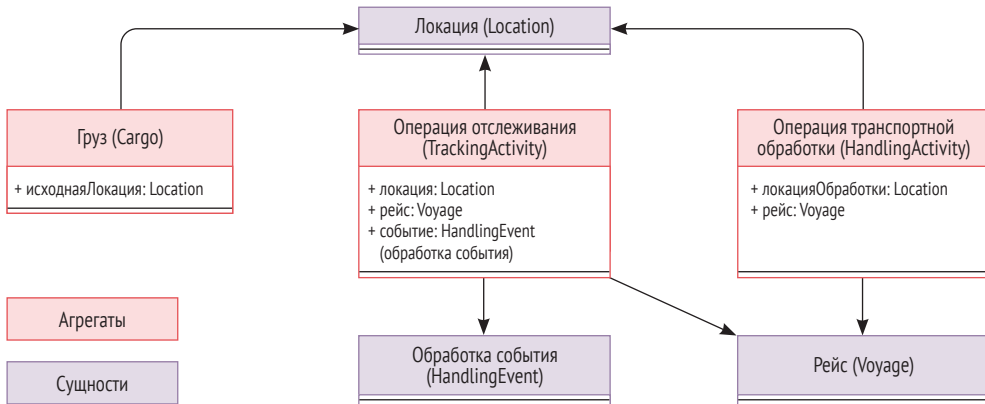 Локация (Location)
Груз (Cargo)
+ исходнаяЛокация: Location
Операция отслеживания
(TrackingActivity)
+ локация: Location
+ рейс: Voyage
+ событие: HandlingEvent
(обработка события)
Операция транспортной
обработки (HandlingActivity)
+ локацияОбработки: Location
+ рейс: Voyage
Агрегаты
Сущности
Обработка события
(HandlingEvent)
Рейс (Voyage)